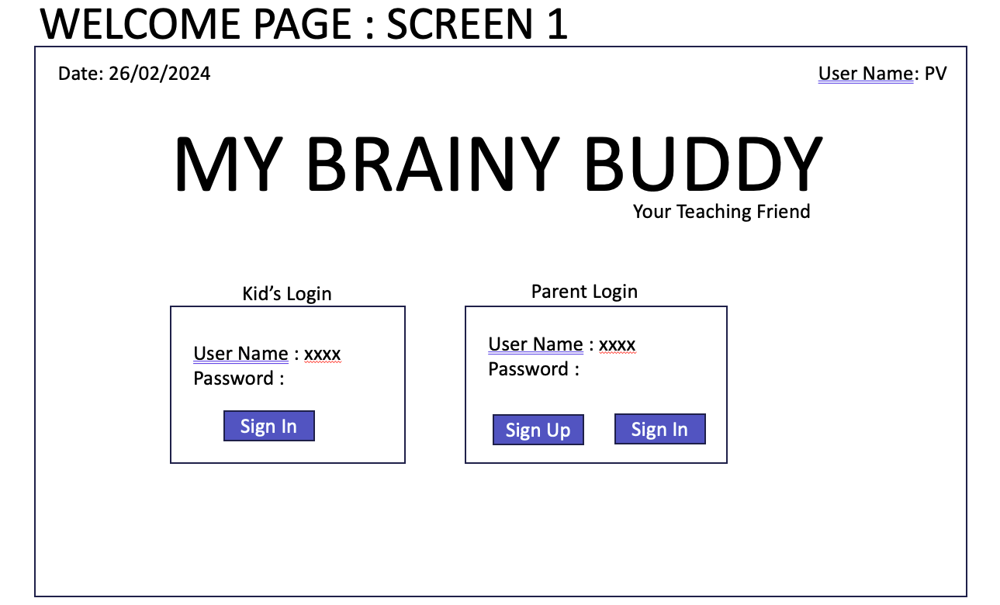 WELCOME PAGE : SCREEN 1
Date: 26/02/2024
User Name: PV
MY BRAINY BUDDY
Your Teaching Friend
Kid’s Login
User Name : xxxx
Password :
Sign In
Parent Login
User Name : xxxx
Password :
Sign Up
Sign In